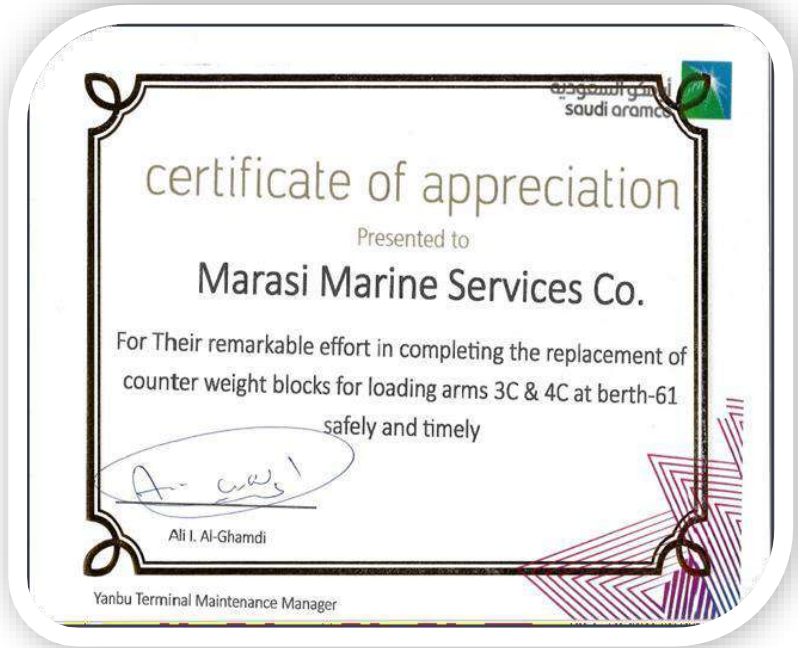 أرامكو السعودية
saudi aramco
certificate of appreciation
Presented to
Marasi Marine Services Co.
For Their remarkable effort in completing the replacement of
counter weight blocks for loading arms 3C & 4C at berth-61
safely and timely
Ali I. Al-Ghamdi
Yanbu Terminal Maintenance Manager